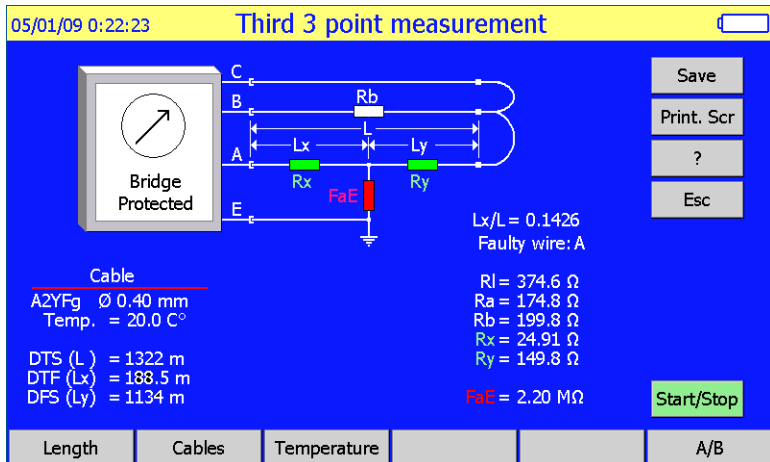 05/01/09 0:22:23
Third 3 point measurement
C
B
Rb
L
Lx
Ly
A
Rx
Ry
FaE
E
Bridge
Protected
Save
Print. Scr
?
Esc
Lx/L = 0.1426
Faulty wire: A
Cable
A2YFg Ø 0.40 mm
Temp. = 20.0 C°
DTS (L ) = 1322 m
DTF (Lx) = 188.5 m
DFS (Ly) = 1134 m
Rl = 374.6 Ω
Ra = 174.8 Ω
Rb = 199.8 Ω
Rx = 24.91 Ω
Ry = 149.8 Ω
FaE = 2.20 MΩ
Start/Stop
Length
Cables
Temperature
A/B